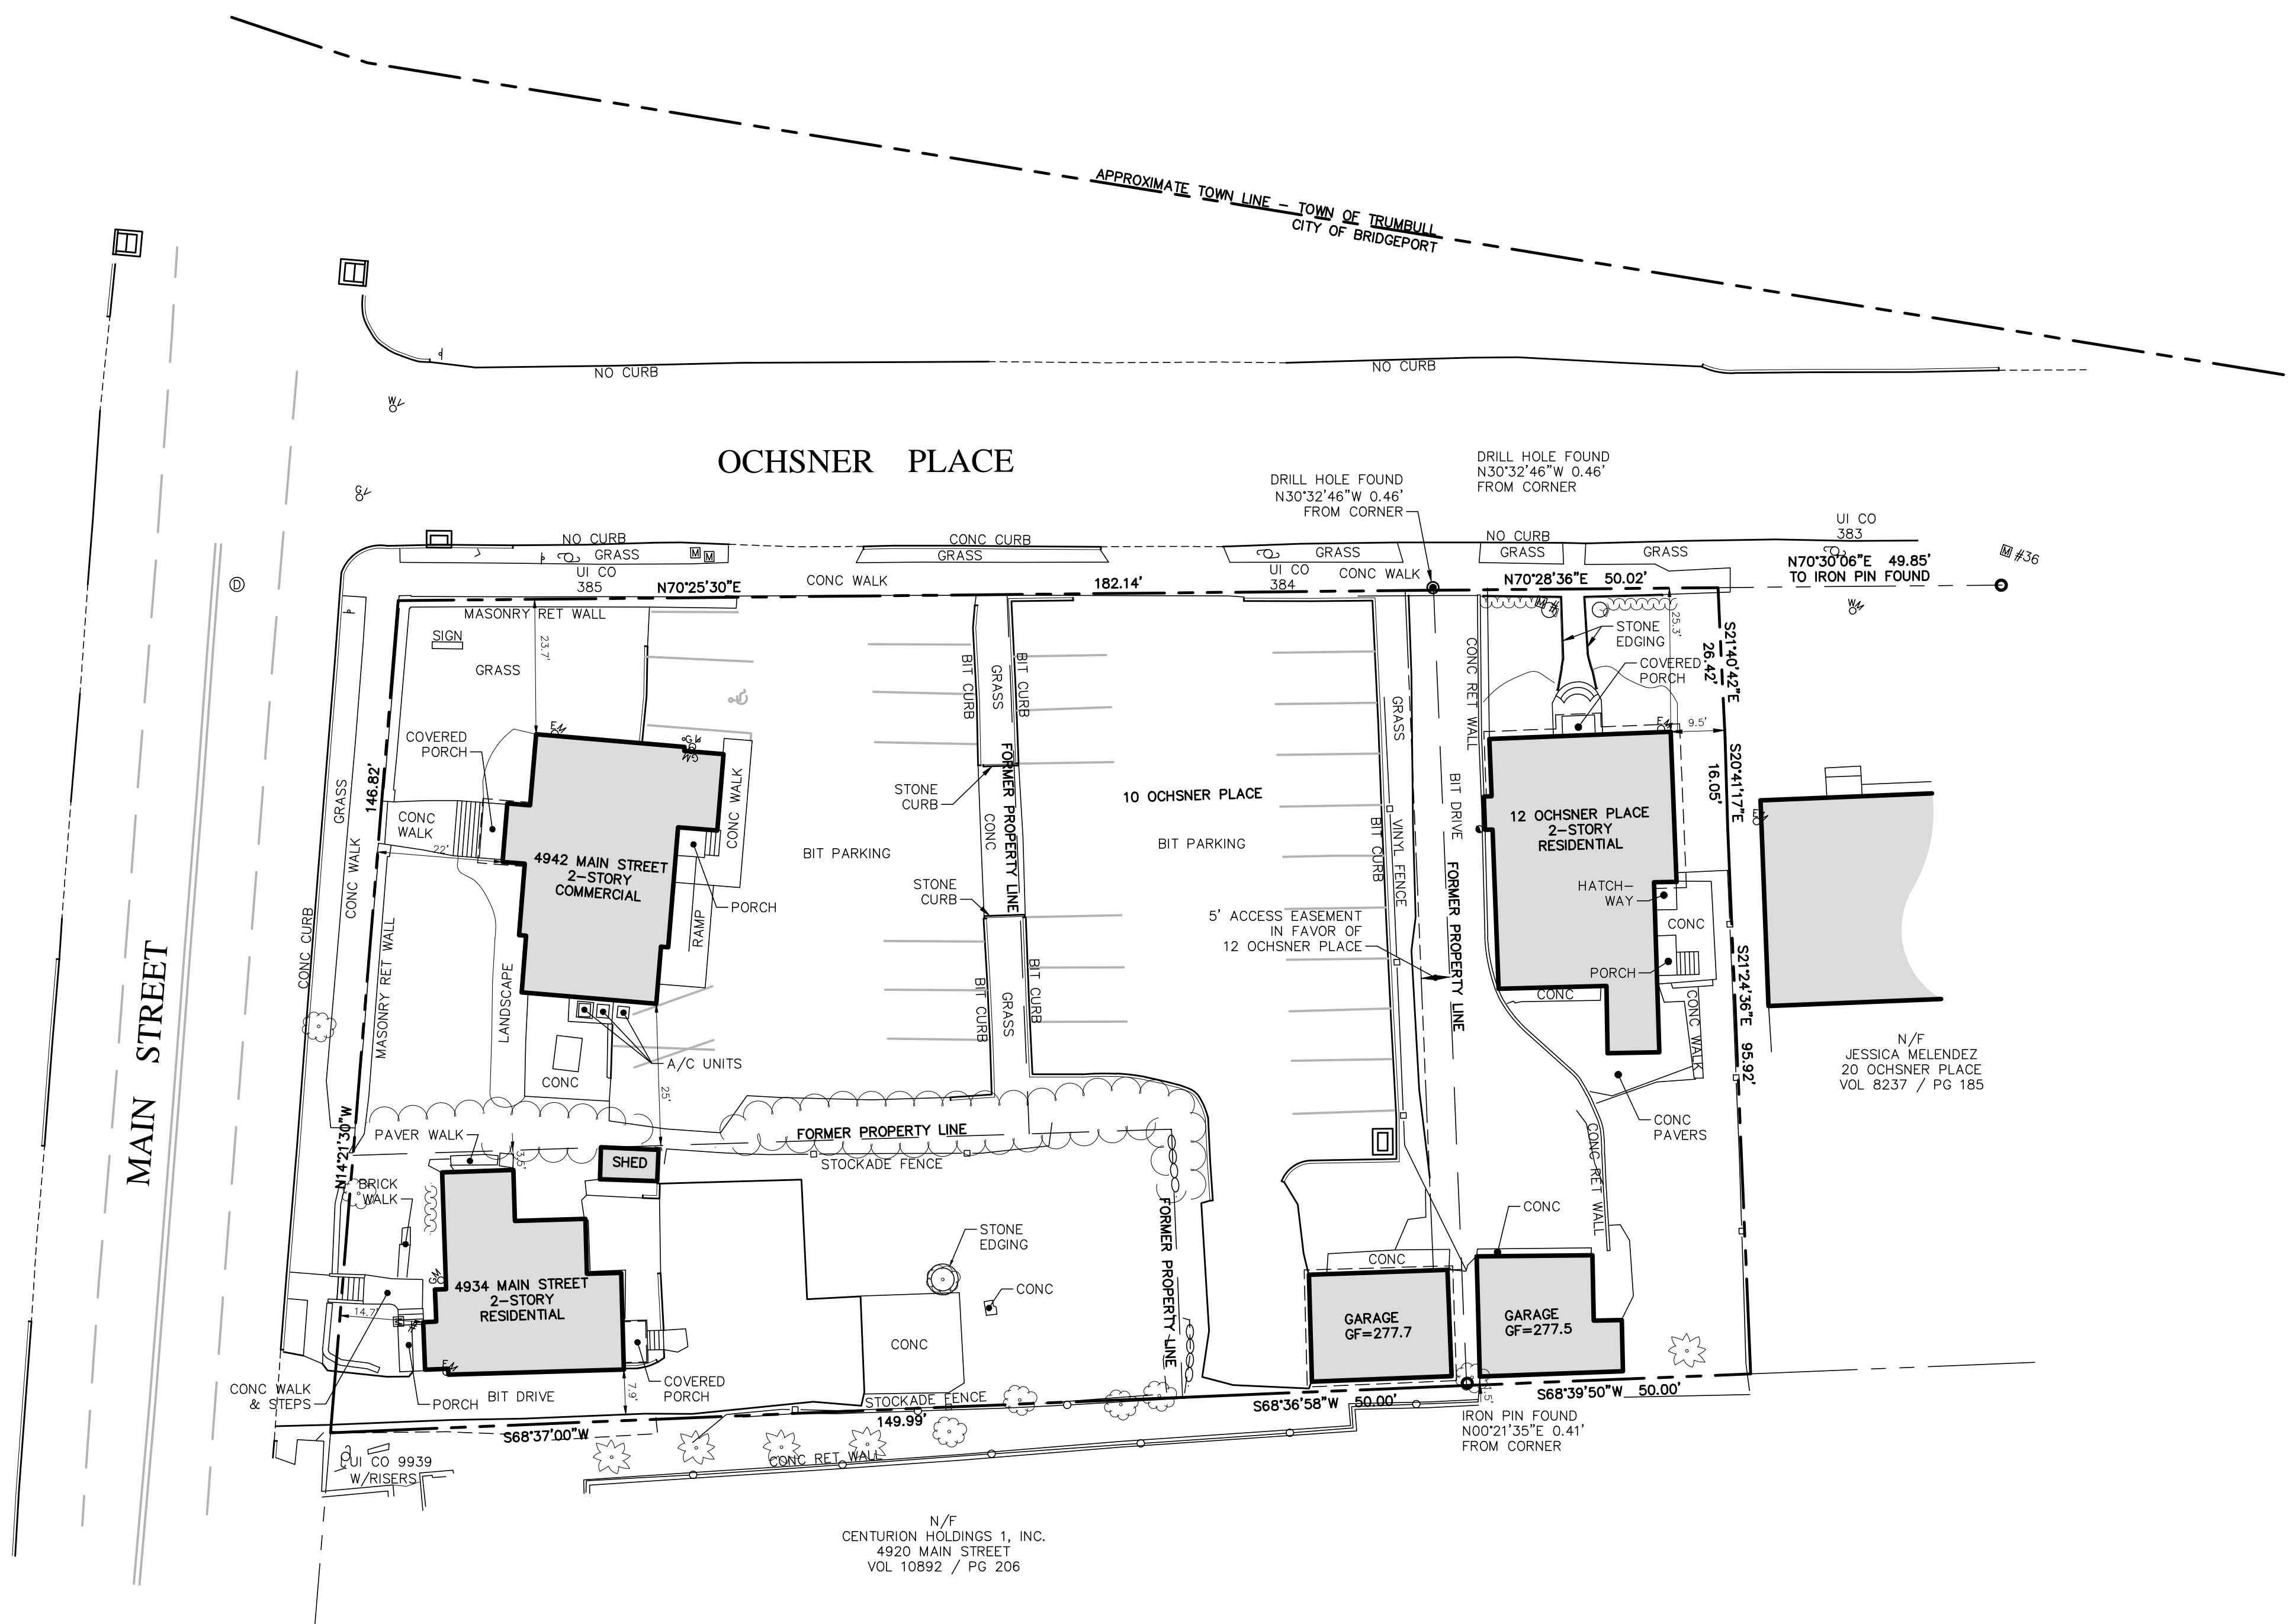 APPROXIMATE TOWN LINE – TOWN OF TRUMBULL
CITY OF BRIDGEPORT
NO CURB
NO CURB
OCHSNER PLACE
DRILL HOLE FOUND
N30°32'46"W 0.46'
FROM CORNER
DRILL HOLE FOUND
N30°32'46"W 0.46'
FROM CORNER
UI CO
383
N70°30'06"E 49.85'
TO IRON PIN FOUND
#36
NO CURB
GRASS
UI CO
385
N70°25'30"E
CONC CURB
GRASS
CONC WALK
182.14'
GRASS
UI CO
384
CONC WALK
NO CURB
GRASS
GRASS
N70°28'36"E 50.02'
MASONRY RET WALL
SIGN
GRASS
23.7'
COVERED
PORCH
CONC
WALK
22'
4942 MAIN STREET
2–STORY
COMMERCIAL
CONC WALK
PORCH
RAMP
A/C UNITS
CONC
LANDSCAPE
25'
146.82'
GRASS
CONC WALK
CONC CURB
MASONRY RET WALL
MAIN STREET
N14°21'30"W
BIT PARKING
BIT CURB
GRASS
BIT CURB
STONE
CURB
CONC
FORMER PROPERTY LINE
STONE
CURB
BIT CURB
GRASS
BIT CURB
10 OCHSNER PLACE
BIT PARKING
GRASS
VINYL FENCE
BIT CURB
5' ACCESS EASEMENT
IN FAVOR OF
12 OCHSNER PLACE
BIT DRIVE
FORMER PROPERTY LINE
CONC RET WALL
STONE
EDGING
COVERED
PORCH
25.3'
9.5'
S21°40'42"E
26.42'
S20°41'17"E
16.05'
12 OCHSNER PLACE
2–STORY
RESIDENTIAL
HATCH–
WAY
CONC
PORCH
CONC
CONC WALK
S21°24'36"E 95.92'
CONC
PAVERS
CONC RET WALL
N/F
JESSICA MELENDEZ
20 OCHSNER PLACE
VOL 8237 / PG 185
PAVER WALK
3.5'
FORMER PROPERTY LINE
STOCKADE FENCE
SHED
BRICK
WALK
4934 MAIN STREET
2–STORY
RESIDENTIAL
14.7'
CONC WALK
& STEPS
PORCH
BIT DRIVE
7.9'
COVERED
PORCH
STONE
EDGING
CONC
CONC
FORMER PROPERTY LINE
STOCKADE FENCE
S68°37'00"W
149.99'
CONC
GARAGE
GF=277.7
CONC
GARAGE
GF=277.5
S68°36'58"W 50.00'
S68°39'50"W 50.00'
IRON PIN FOUND
N00°21'35"E 0.41'
FROM CORNER
UI CO 9939
W/RISERS
CONC RET WALL
N/F
CENTURION HOLDINGS 1, INC.
4920 MAIN STREET
VOL 10892 / PG 206